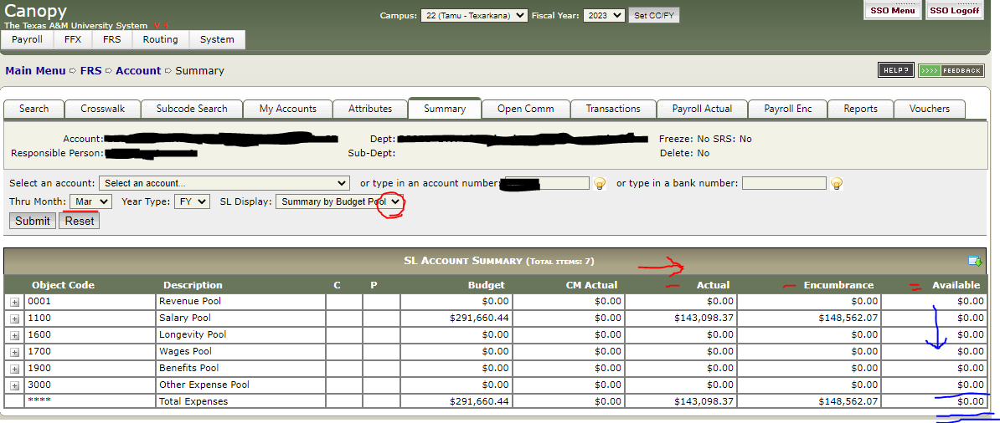 Canopy
The Texas A&M University System V 4
Campus: 22 (Tamu - Texarkana) Fiscal Year: 2023 Set CC/FY
SSO Menu SSO Logoff
Payroll FFX FRS Routing System
Main Menu ⇨ FRS ⇨ Account ⇨ Summary
HELP? >>>> FEEDBACK
Search Crosswalk Subcode Search My Accounts Attributes Summary Open Comm Transactions Payroll Actual Payroll Enc Reports Vouchers
Account: Dept: Freeze: No SRS: No
Responsible Person: Sub-Dept: Delete: No
Select an account: Select an account... or type in an account number: or type in a bank number:
Thru Month: Mar Year Type: FY SL Display: Summary by Budget Pool
Submit Reset
SL Account Summary (Total items: 7)
Object Code Description C P Budget CM Actual - Actual - Encumbrance = Available
0001 Revenue Pool $0.00 $0.00 $0.00 $0.00 $0.00
1100 Salary Pool $291,660.44 $0.00 $143,098.37 $148,562.07 $0.00
1600 Longevity Pool $0.00 $0.00 $0.00 $0.00 $0.00
1700 Wages Pool $0.00 $0.00 $0.00 $0.00 $0.00
1900 Benefits Pool $0.00 $0.00 $0.00 $0.00 $0.00
3000 Other Expense Pool $0.00 $0.00 $0.00 $0.00 $0.00
**** Total Expenses $291,660.44 $0.00 $143,098.37 $148,562.07 $0.00